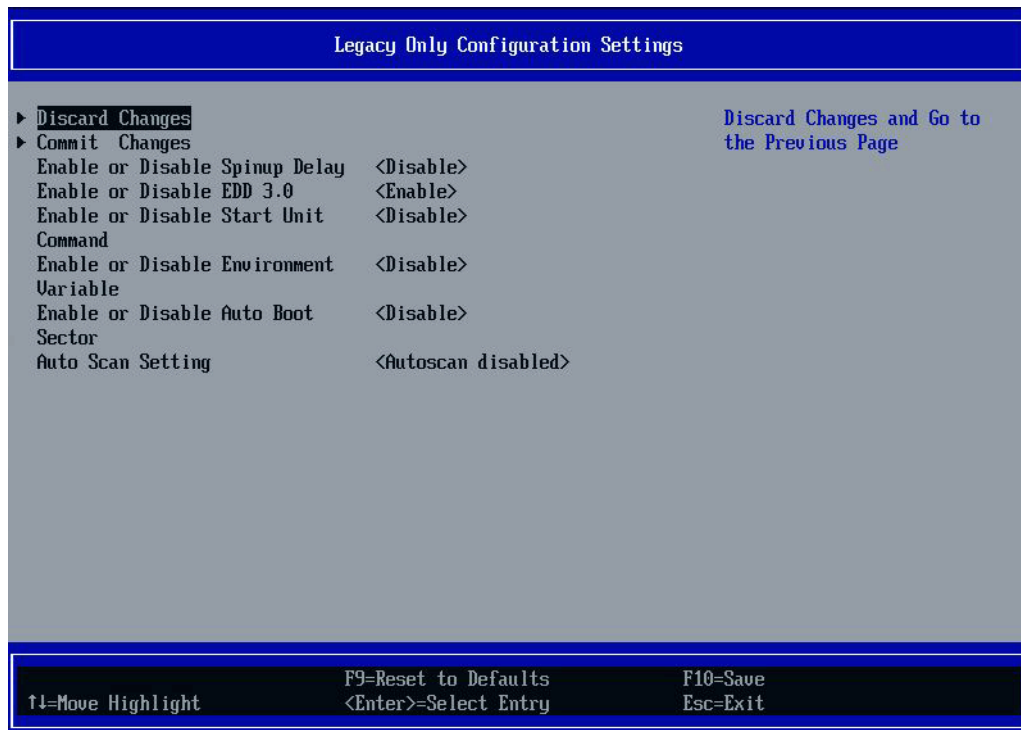 Legacy Only Configuration Settings
Discard Changes
Discard Changes and Go to
Commit  Changes
the Previous Page
Enable or Disable Spinup Delay <Disable>
Enable or Disable EDD 3.0 <Enable>
Enable or Disable Start Unit <Disable>
Command
Enable or Disable Environment <Disable>
Variable
Enable or Disable Auto Boot <Disable>
Sector
Auto Scan Setting <Autoscan disabled>
F9=Reset to Defaults F10=Save
↑↓=Move Highlight <Enter>=Select Entry Esc=Exit